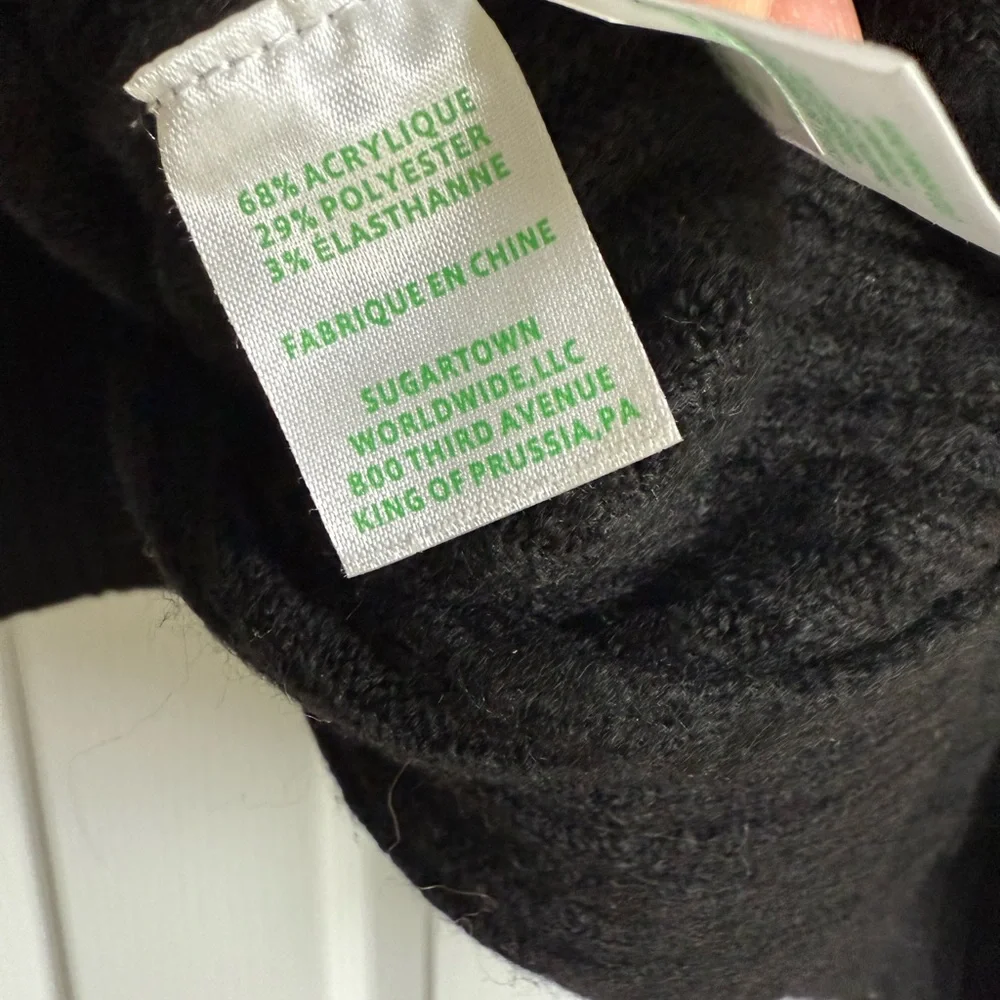 68% ACRYLIQUE
29% POLYESTER
3% ÉLASTHANNE
FABRIQUE EN CHINE
SUGARTOWN
WORLDWIDE,LLC
800 THIRD AVENUE
KING OF PRUSSIA,PA